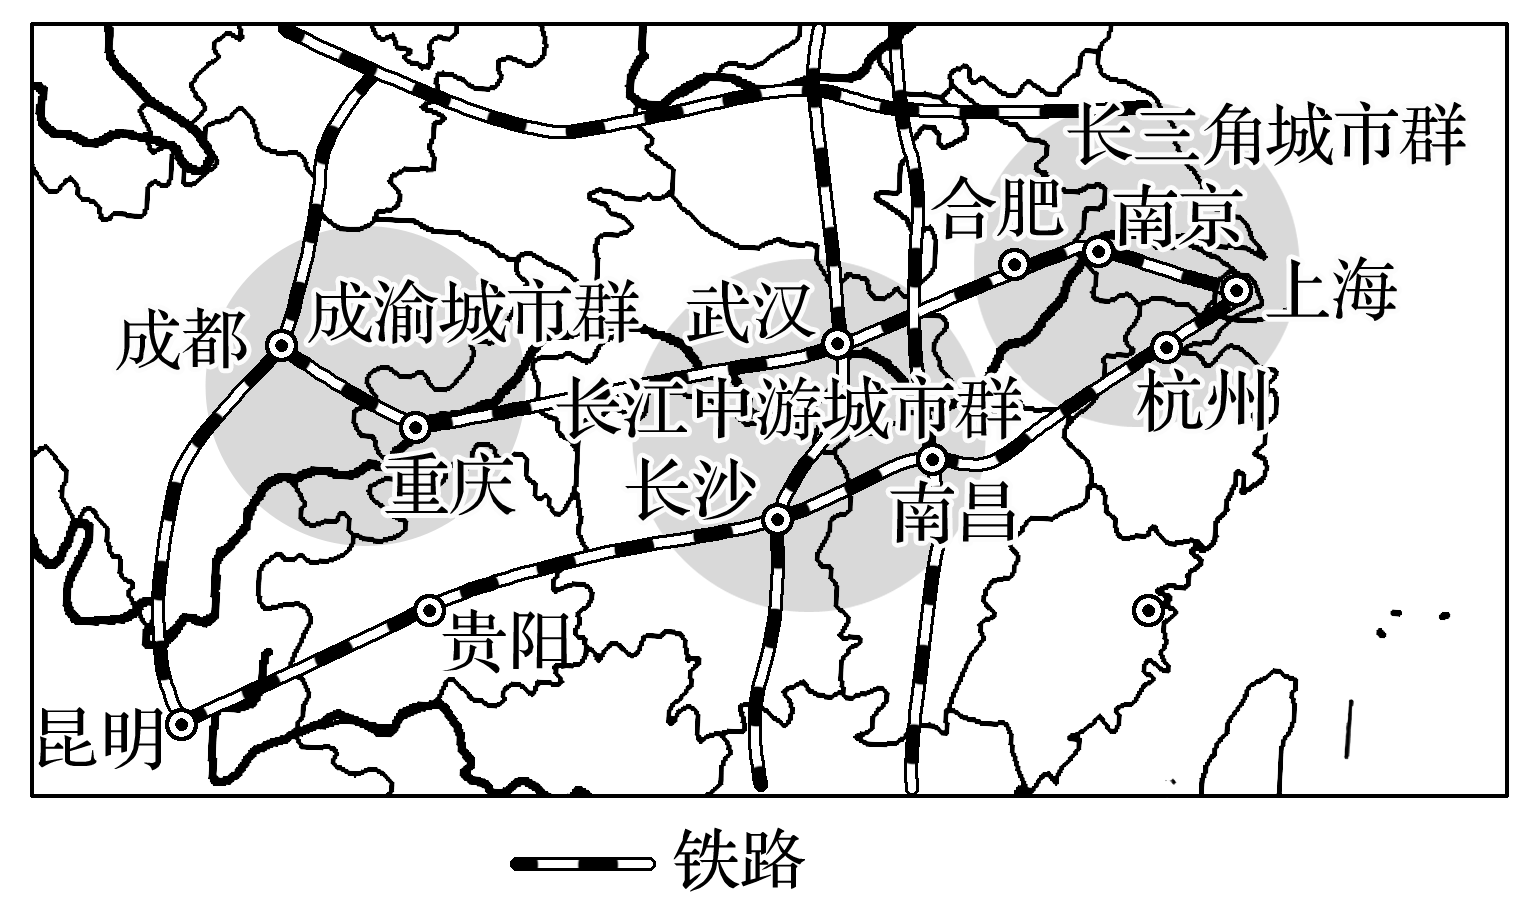 长三角城市群
合肥
南京
上海
成都
成渝城市群
武汉
杭州
长江中游城市群
重庆
长沙
南昌
贵阳
昆明
铁路